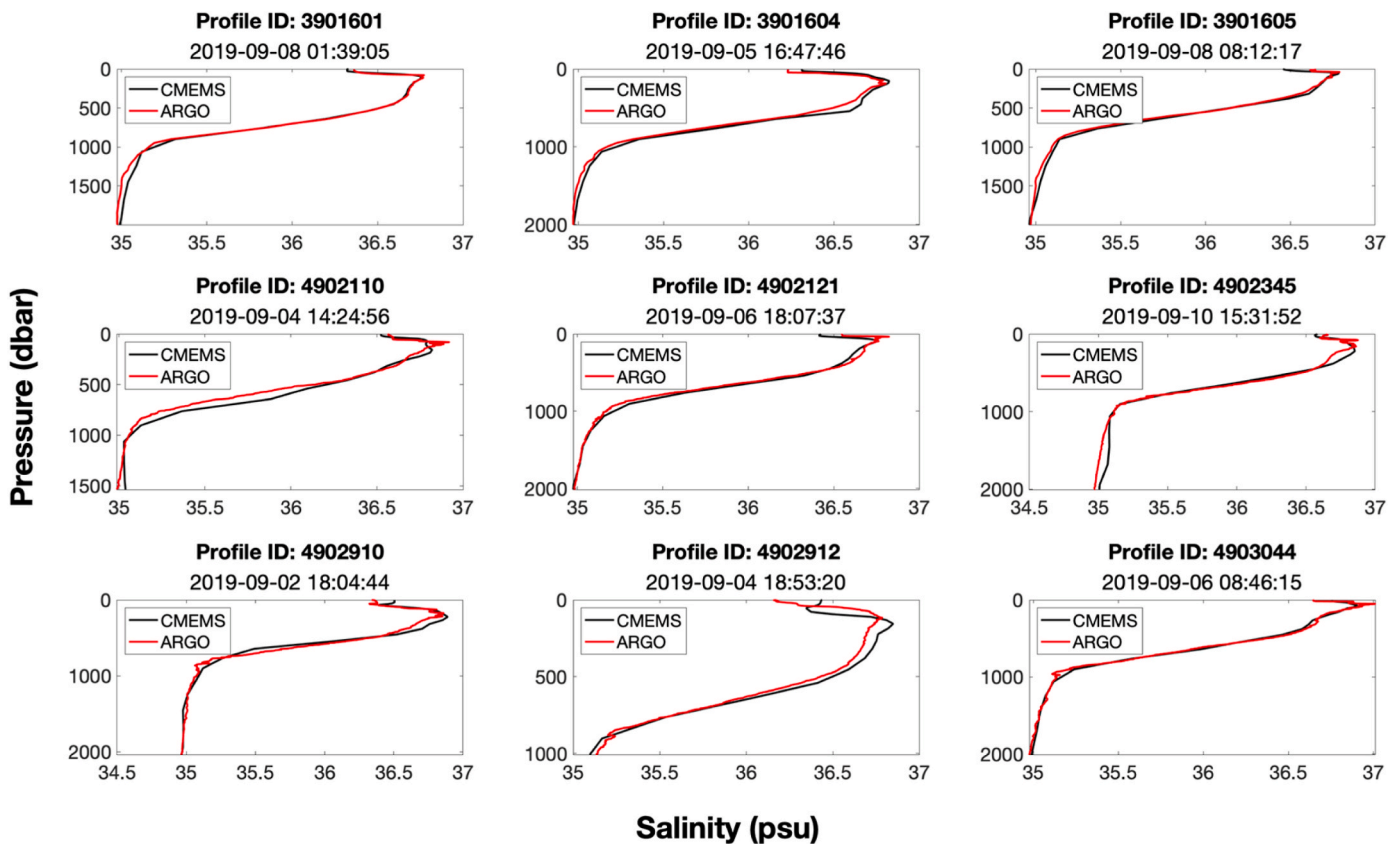 Profile ID: 3901601
2019-09-08 01:39:05
0
500
1000
1500
35
35.5
36
36.5
37
CMEMS
ARGO
Profile ID: 3901604
2019-09-05 16:47:46
0
1000
2000
35
35.5
36
36.5
37
CMEMS
ARGO
Profile ID: 3901605
2019-09-08 08:12:17
0
500
1000
1500
35
35.5
36
36.5
37
CMEMS
ARGO
Pressure (dbar)
Profile ID: 4902110
2019-09-04 14:24:56
0
500
1000
1500
35
35.5
36
36.5
37
CMEMS
ARGO
Profile ID: 4902121
2019-09-06 18:07:37
0
1000
2000
35
35.5
36
36.5
37
CMEMS
ARGO
Profile ID: 4902345
2019-09-10 15:31:52
0
1000
2000
34.5
35
35.5
36
36.5
37
CMEMS
ARGO
Profile ID: 4902910
2019-09-02 18:04:44
0
1000
2000
34.5
35
35.5
36
36.5
37
CMEMS
ARGO
Profile ID: 4902912
2019-09-04 18:53:20
0
500
1000
35
35.5
36
36.5
37
CMEMS
ARGO
Profile ID: 4903044
2019-09-06 08:46:15
0
1000
2000
35
35.5
36
36.5
37
CMEMS
ARGO
Salinity (psu)